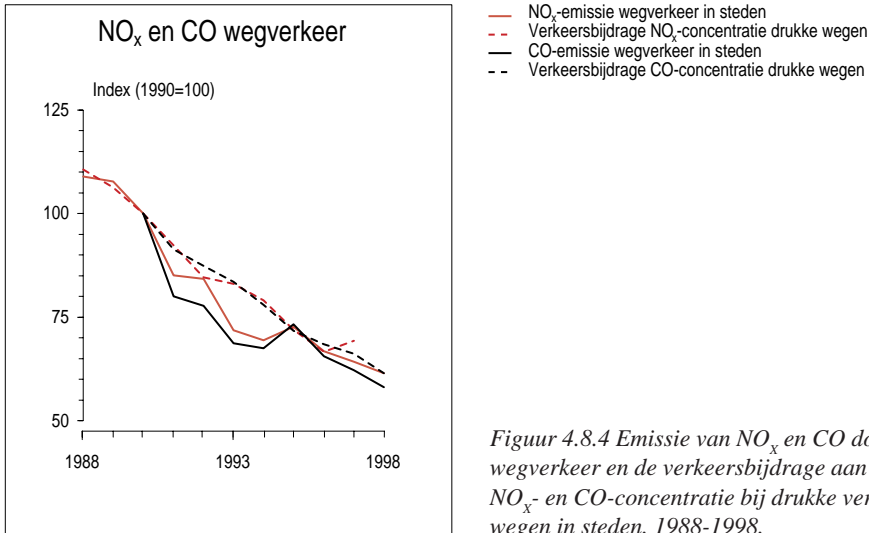 NOx en CO wegverkeer
Index (1990=100)
125
100
75
50
1988 1993 1998
NOx-emissie wegverkeer in steden
Verkeersbijdrage NOx-concentratie drukke wegen
CO-emissie wegverkeer in steden
Verkeersbijdrage CO-concentratie drukke wegen
Figuur 4.8.4 Emissie van NOx en CO do
wegverkeer en de verkeersbijdrage aan
NOx- en CO-concentratie bij drukke ver
wegen in steden, 1988-1998.